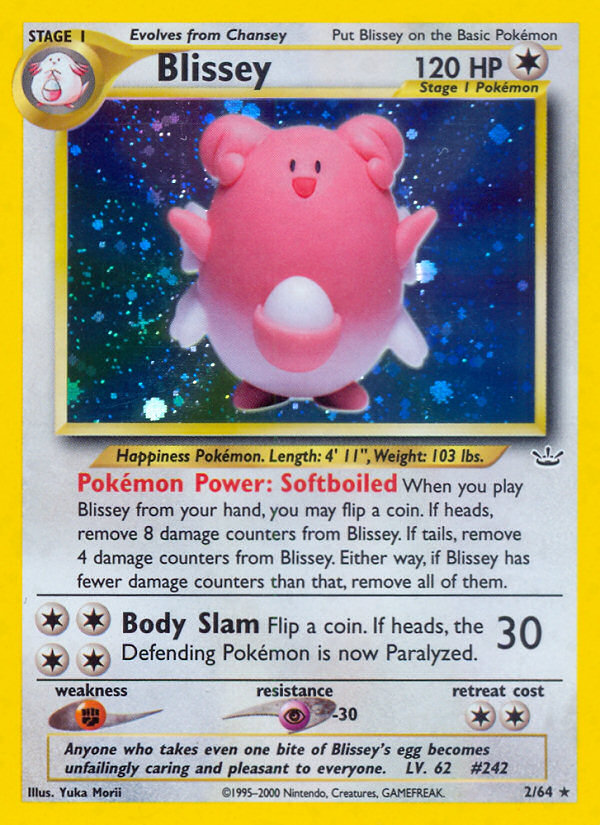 STAGE 1 Evolves from Chansey Put Blissey on the Basic Pokémon
Blissey 120 HP
Stage 1 Pokémon
Happiness Pokémon. Length: 4' 11", Weight: 103 lbs.
Pokémon Power: Softboiled When you play
Blissey from your hand, you may flip a coin. If heads,
remove 8 damage counters from Blissey. If tails, remove
4 damage counters from Blissey. Either way, if Blissey has
fewer damage counters than that, remove all of them.
Body Slam Flip a coin. If heads, the 30
Defending Pokémon is now Paralyzed.
weakness resistance retreat cost
-30
Anyone who takes even one bite of Blissey's egg becomes
unfailingly caring and pleasant to everyone. LV. 62 #242
Illus. Yuka Morii ©1995-2000 Nintendo, Creatures, GAMEFREAK. 2/64 ★